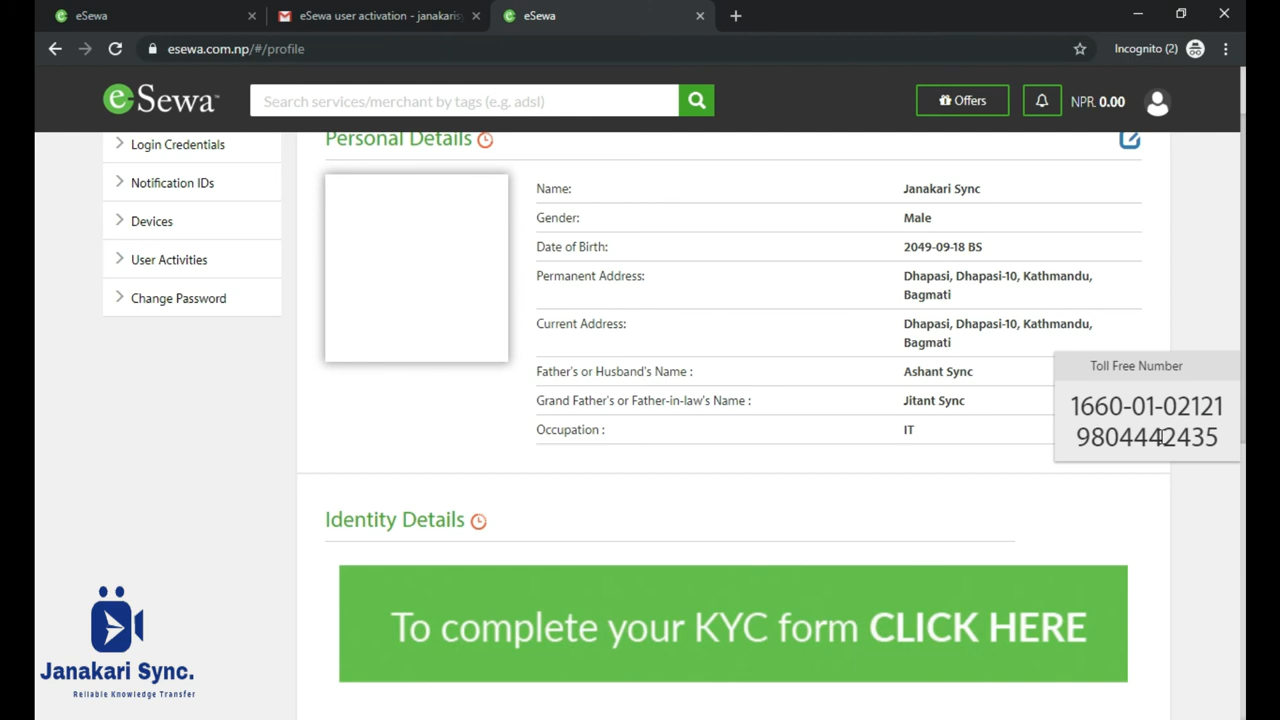 eSewa
eSewa user activation - janakarisy
eSewa
esewa.com.np/#/profile
Incognito (2)
eSewa™
Search services/merchant by tags (e.g. adsl)
Offers
NPR 0.00
Login Credentials
Notification IDs
Devices
User Activities
Change Password
Personal Details
Name: Janakari Sync
Gender: Male
Date of Birth: 2049-09-18 BS
Permanent Address: Dhapasi, Dhapasi-10, Kathmandu,
Bagmati
Current Address: Dhapasi, Dhapasi-10, Kathmandu,
Bagmati
Father's or Husband's Name : Ashant Sync
Grand Father's or Father-in-law's Name : Jitant Sync
Occupation : IT
Toll Free Number
1660-01-02121
9804442435
Identity Details
To complete your KYC form CLICK HERE
Janakari Sync.
Reliable Knowledge Transfer